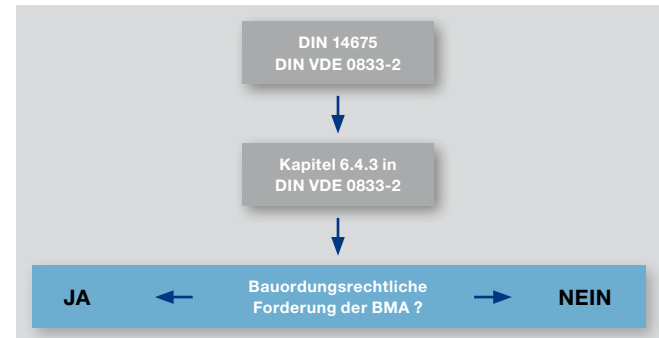 DIN 14675
DIN VDE 0833-2
Kapitel 6.4.3 in
DIN VDE 0833-2
JA
Bauordungsrechtliche
Forderung der BMA ?
NEIN